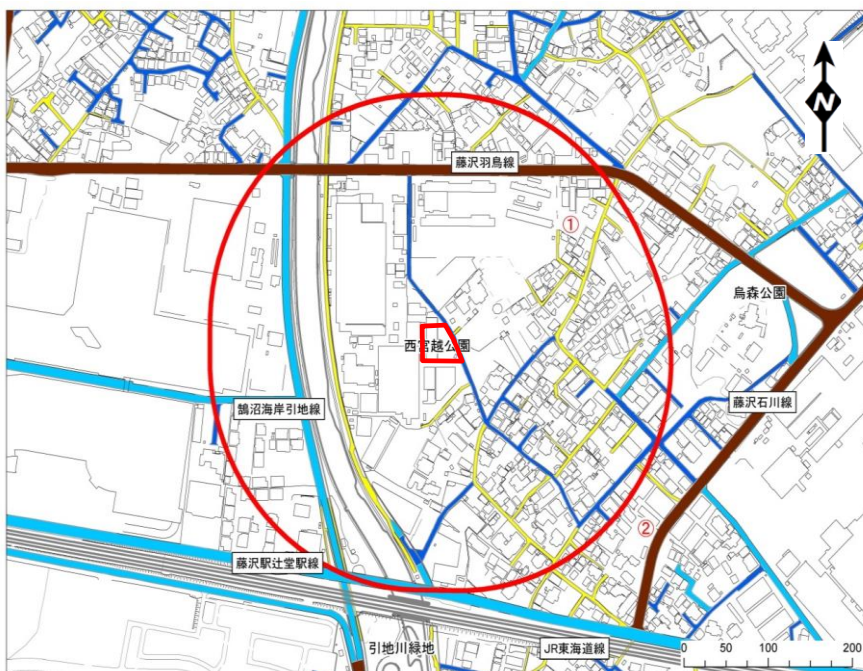 N
藤沢羽鳥線
①
烏森公園
西宮越公園
鵠沼海岸引地線
藤沢石川線
②
藤沢駅辻堂駅線
引地川緑地
JR東海道線
0 50 100 200